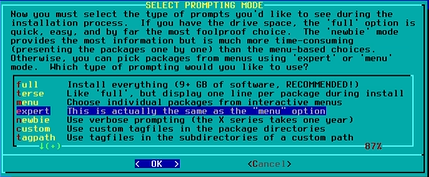 SELECT PROMPTING MODE
Now you must select the type of prompts you'd like to see during the
installation process.  If you have the drive space, the 'full' option is
quick, easy, and by far the most foolproof choice.  The 'newbie' mode
provides the most information but is much more time-consuming
(presenting the packages one by one) than the menu-based choices.
Otherwise, you can pick packages from menus using 'expert' or 'menu'
mode.  Which type of prompting would you like to use?
full     Install everything (9+ GB of software, RECOMMENDED!)
terse    Like 'full', but display one line per package during install
menu     Choose individual packages from interactive menus
expert   This is actually the same as the "menu" option
newbie   Use verbose prompting (the X series takes one year)
custom   Use custom tagfiles in the package directories
tagpath  Use tagfiles in the subdirectories of a custom path
↓(+) 87%
< OK > <Cancel>